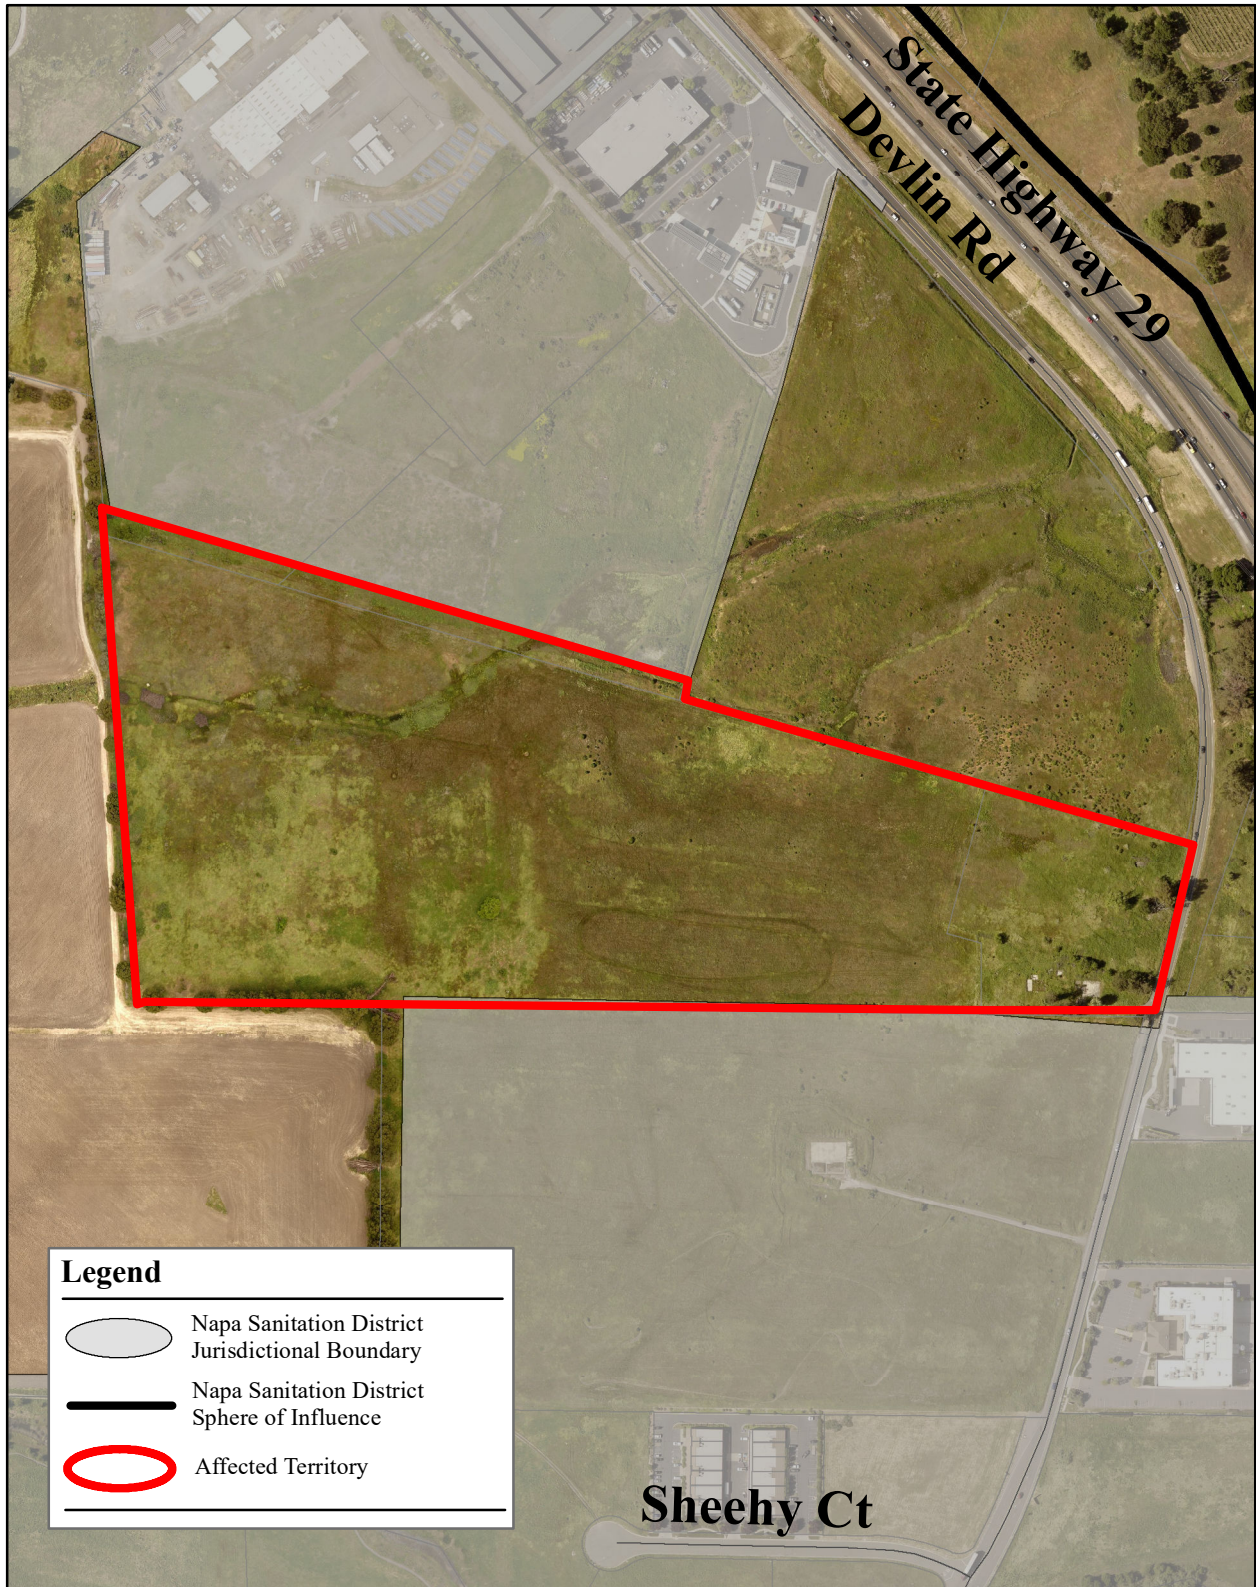 State Highway 29
Devlin Rd
Legend
Napa Sanitation District
Jurisdictional Boundary
Napa Sanitation District
Sphere of Influence
Affected Territory
Sheehy Ct